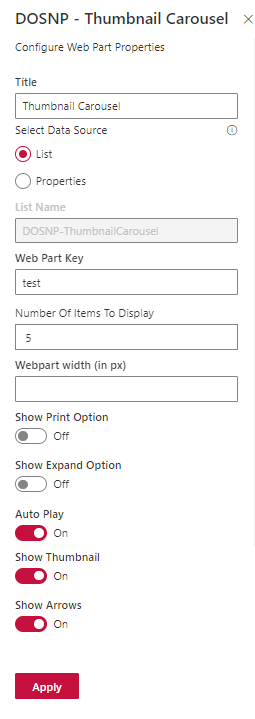 DOSNP - Thumbnail Carousel
Configure Web Part Properties
Title
Thumbnail Carousel
Select Data Source
List
Properties
List Name
DOSNP-ThumbnailCarousel
Web Part Key
test
Number Of Items To Display
5
Webpart width (in px)
Show Print Option
Off
Show Expand Option
Off
Auto Play
On
Show Thumbnail
On
Show Arrows
On
Apply